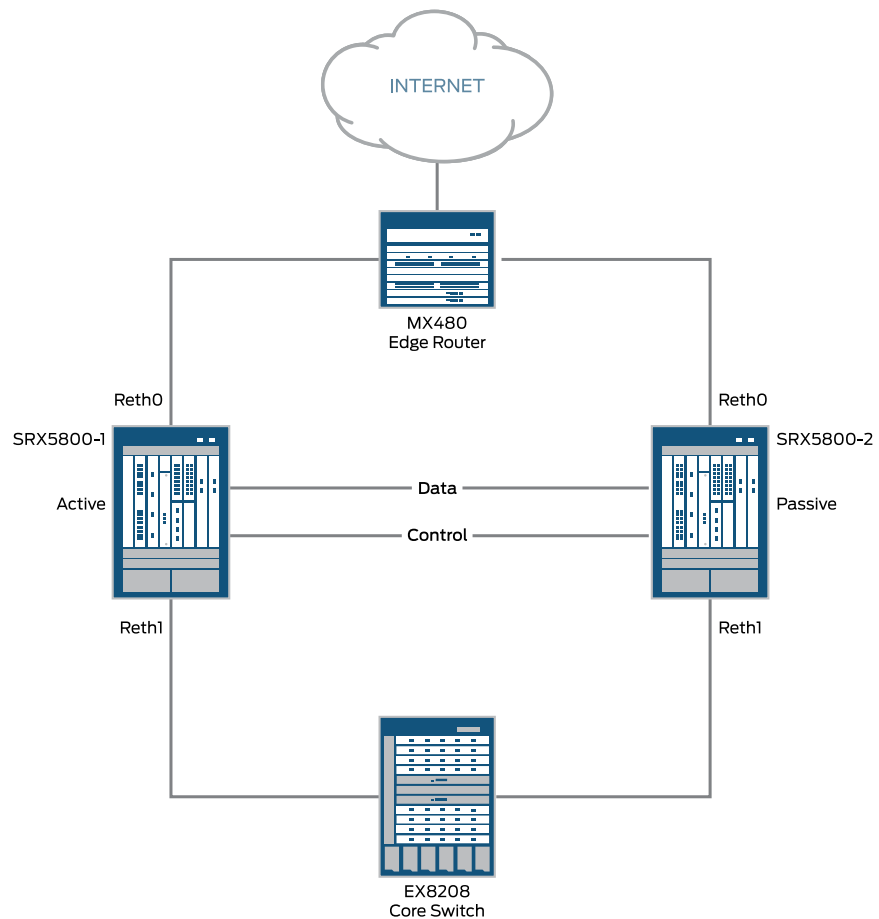 INTERNET
MX480
Edge Router
Reth0
Reth0
SRX5800-1
SRX5800-2
Data
Active
Passive
Control
Reth1
Reth1
EX8208
Core Switch